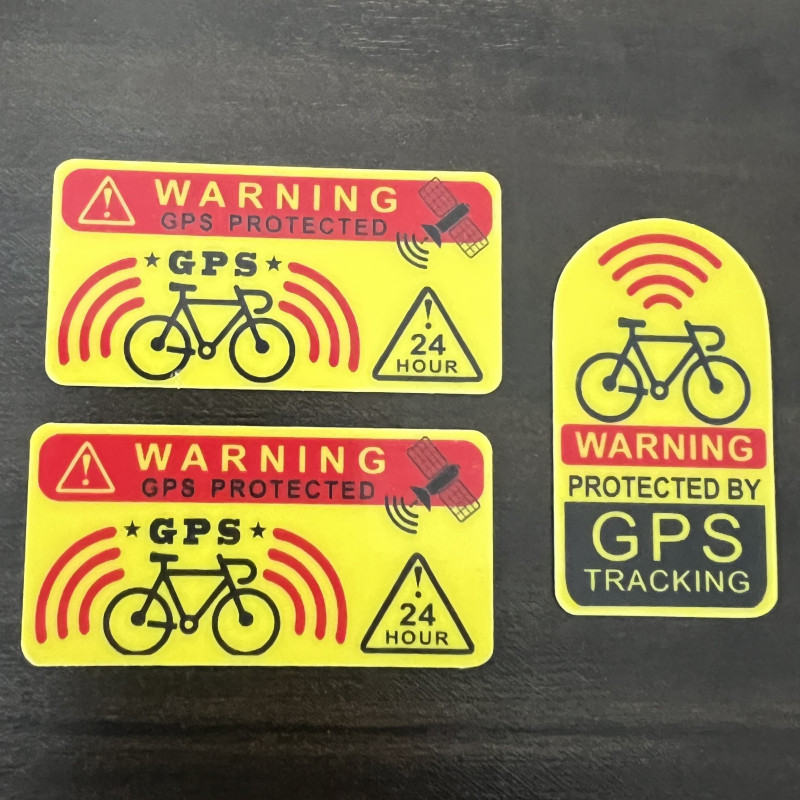 WARNING
GPS PROTECTED
★GPS★
24
HOUR
WARNING
GPS PROTECTED
★GPS★
24
HOUR
WARNING
PROTECTED BY
GPS
TRACKING